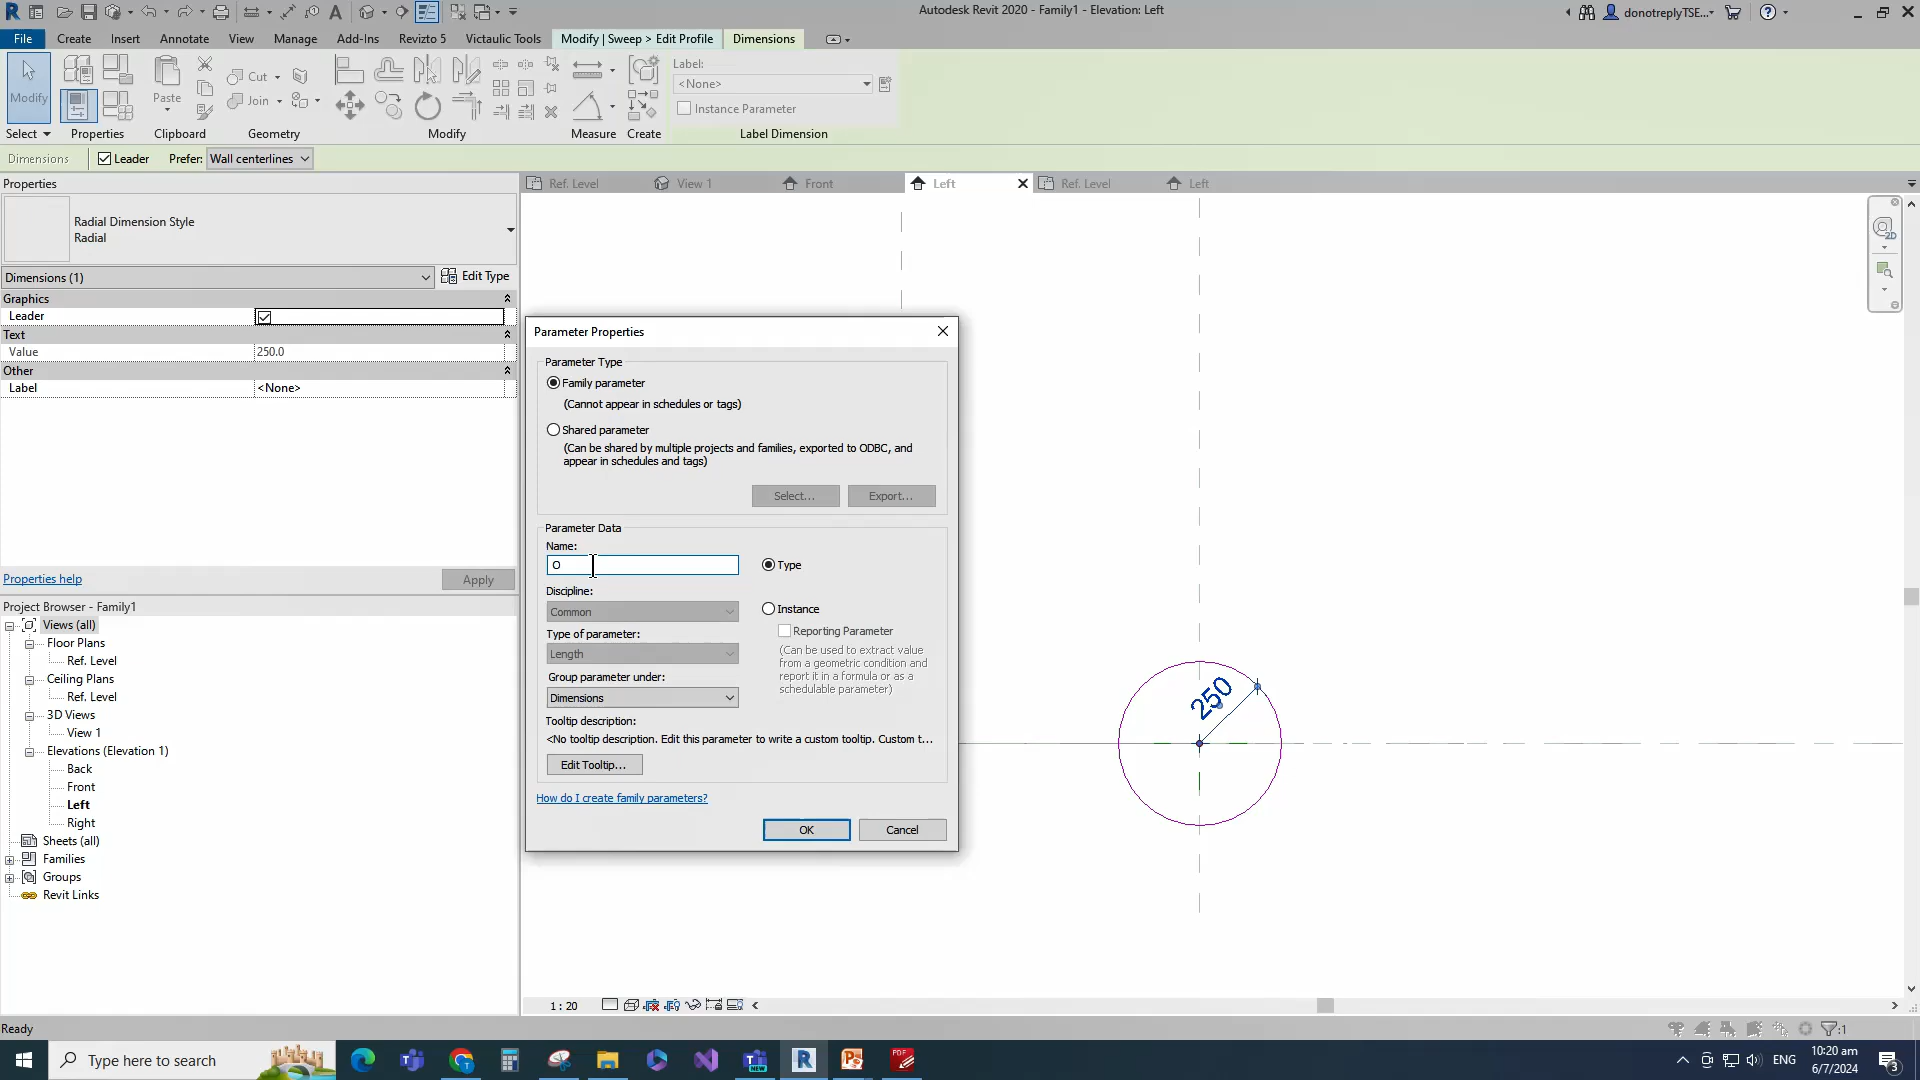 Autodesk Revit 2020 - Family1 - Elevation: Left
donotreplyTSE...
File Create Insert Annotate View Manage Add-Ins Revizto 5 Victaulic Tools Modify | Sweep > Edit Profile Dimensions
Modify
Paste
Cut
Join
Label:
<None>
Instance Parameter
Select Properties Clipboard Geometry Modify Measure Create Label Dimension
Dimensions Leader Prefer: Wall centerlines
Properties
Radial Dimension Style
Radial
Dimensions (1)
Edit Type
Graphics
Leader
Text
Value 250.0
Other
Label <None>
Properties help
Apply
Ref. Level View 1 Front Left Ref. Level Left
2D
Parameter Properties
Parameter Type
Family parameter
(Cannot appear in schedules or tags)
Shared parameter
(Can be shared by multiple projects and families, exported to ODBC, and
appear in schedules and tags)
Select... Export...
Parameter Data
Name:
O
Type
Discipline:
Common
Instance
Type of parameter:
Reporting Parameter
Length
(Can be used to extract value
from a geometric condition and
report it in a formula or as a
schedulable parameter)
Group parameter under:
Dimensions
Tooltip description:
<No tooltip description. Edit this parameter to write a custom tooltip. Custom t...
Edit Tooltip...
How do I create family parameters?
OK Cancel
250
Project Browser - Family1
Views (all)
Floor Plans
Ref. Level
Ceiling Plans
Ref. Level
3D Views
View 1
Elevations (Elevation 1)
Back
Front
Left
Right
Sheets (all)
Families
Groups
Revit Links
1 : 20
Ready
:1
Type here to search
NEW
PDF
ENG
10:20 am
6/7/2024
3